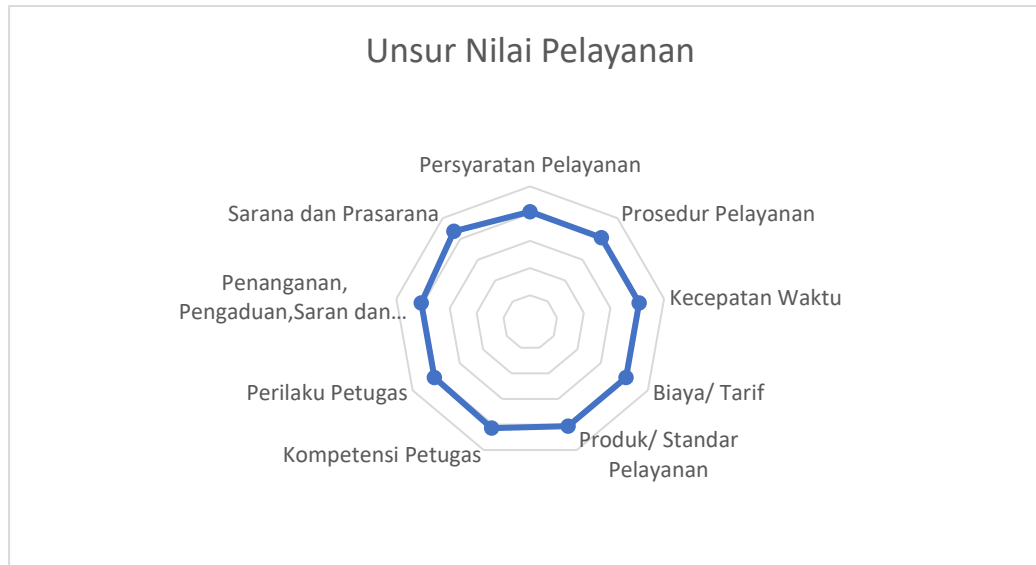 Unsur Nilai Pelayanan
Persyaratan Pelayanan
Prosedur Pelayanan
Kecepatan Waktu
Biaya/ Tarif
Produk/ Standar
Pelayanan
Kompetensi Petugas
Perilaku Petugas
Penanganan,
Pengaduan,Saran dan...
Sarana dan Prasarana